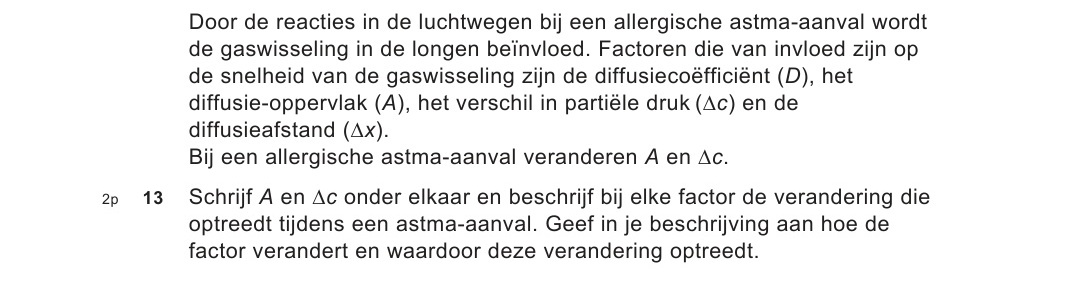 Door de reacties in de luchtwegen bij een allergische astma-aanval wordt
de gaswisseling in de longen beïnvloed. Factoren die van invloed zijn op
de snelheid van de gaswisseling zijn de diffusiecoëfficiënt (D), het
diffusie-oppervlak (A), het verschil in partiële druk (Δc) en de
diffusieafstand (Δx).
Bij een allergische astma-aanval veranderen A en Δc.
2p 13 Schrijf A en Δc onder elkaar en beschrijf bij elke factor de verandering die
optreedt tijdens een astma-aanval. Geef in je beschrijving aan hoe de
factor verandert en waardoor deze verandering optreedt.